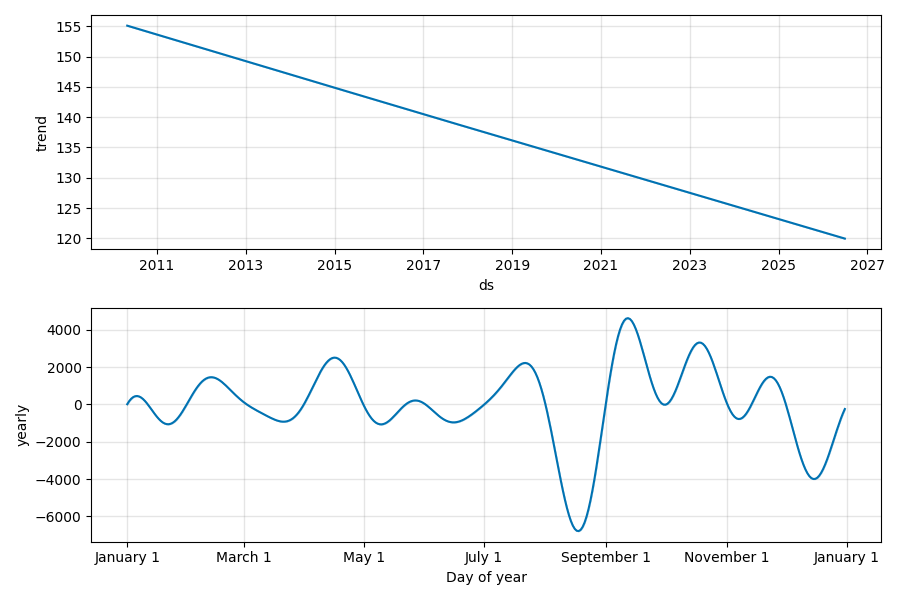 155
150
145
140
135
130
125
120
trend
2011 2013 2015 2017 2019 2021 2023 2025 2027
ds
4000
2000
0
−2000
−4000
−6000
yearly
January 1 March 1 May 1 July 1 September 1 November 1 January 1
Day of year